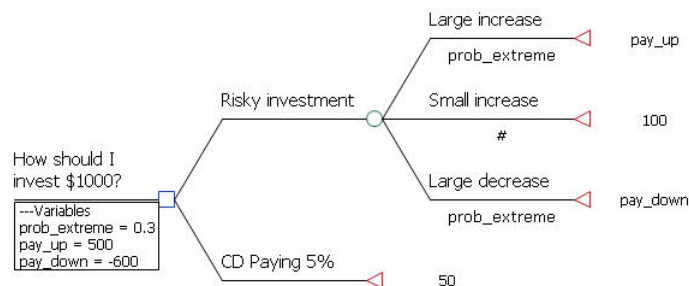 Large increase
prob_extreme
pay_up
Risky investment
Small increase
#
100
How should I
invest $1000?
Large decrease
prob_extreme
pay_down
---Variables
prob_extreme = 0.3
pay_up = 500
pay_down = -600
CD Paying 5%
50